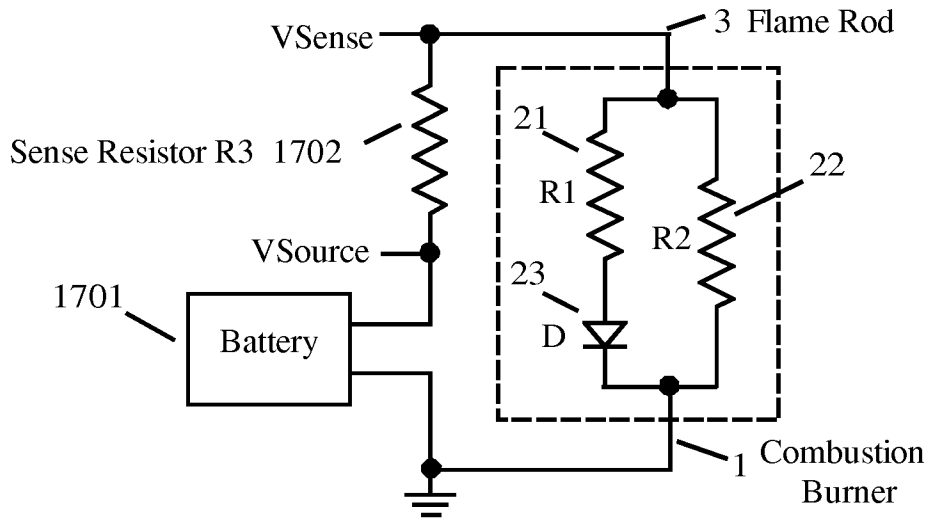 VSense
3 Flame Rod
21
Sense Resistor R3 1702
22
R1
R2
VSource
23
1701
Battery
D
1 Combustion
Burner